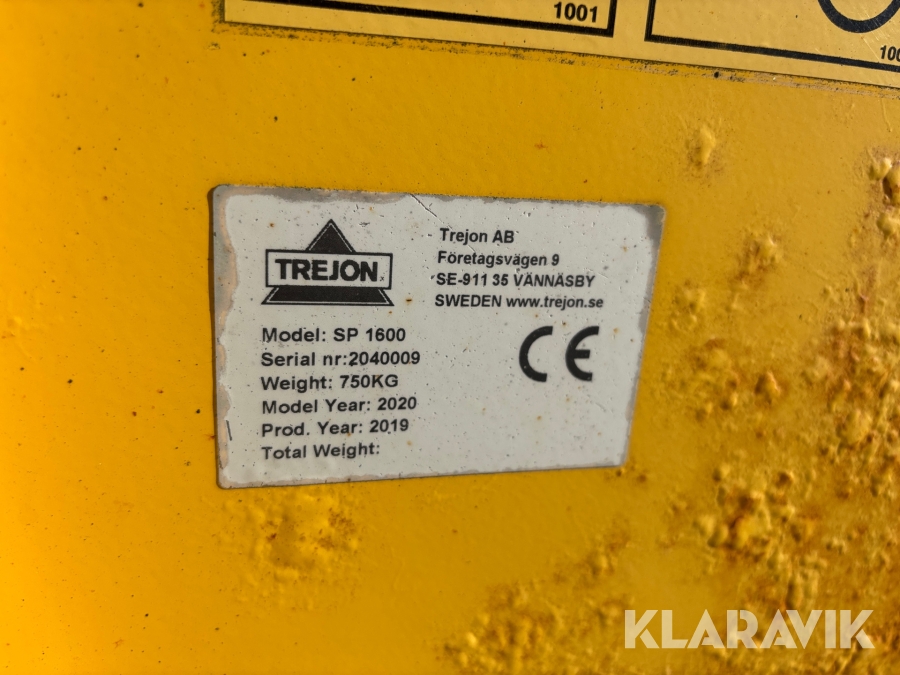 1001
100
TREJON
Trejon AB
Företagsvägen 9
SE-911 35 VÄNNÄSBY
SWEDEN www.trejon.se
Model: SP 1600
Serial nr:2040009
Weight: 750KG
Model Year: 2020
Prod. Year: 2019
Total Weight:
CE
KLARAVIK